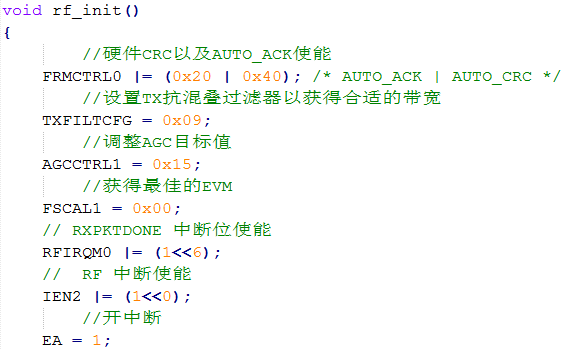 void rf_init()
{
//硬件CRC以及AUTO_ACK使能
FRMCTRL0 |= (0x20 | 0x40); /* AUTO_ACK | AUTO_CRC */
//设置TX抗混叠过滤器以获得合适的带宽
TXFILTCFG = 0x09;
//调整AGC目标值
AGCCTRL1 = 0x15;
//获得最佳的EVM
FSCAL1 = 0x00;
// RXPKTDONE 中断位使能
RFIRQM0 |= (1<<6);
//  RF 中断使能
IEN2 |= (1<<0);
//开中断
EA = 1;